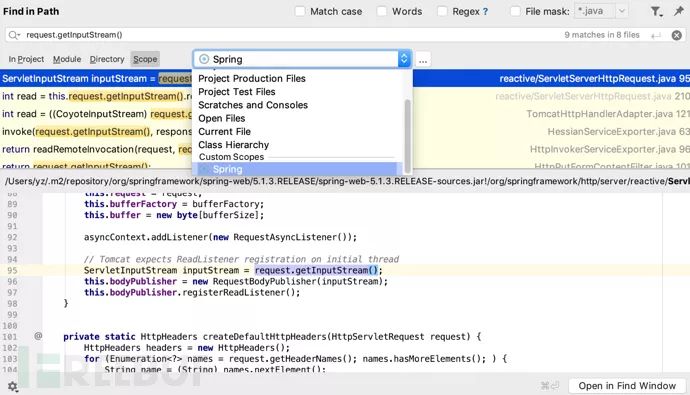 Find in Path
Match case
Words
Regex ?
File mask:
*.java
request.getInputStream()
9 matches in 8 files
In Project
Module
Directory
Scope
Spring
...
Project Production Files
Project Test Files
Scratches and Consoles
Open Files
Current File
Class Hierarchy
Custom Scopes
Spring
ServletInputStream inputStream =
reactive/ServletServerHttpRequest.java 95
int read = this.request.getInputStream().r
reactive/ServletServerHttpRequest.java 210
int read = ((CoyoteInputStream) request.g
TomcatHttpHandlerAdapter.java
invoke(request.getInputStream(), respons
HessianServiceExporter.java
return readRemoteInvocation(request, req
HttpInvokerServiceExporter.java
return request.getInputStream();
HttpPutFormContentFilter.java
/Users/yz/.m2/repository/org/springframework/spring-web/5.1.3.RELEASE/spring-web-5.1.3.RELEASE-sources.jar!/org/springframework/http/server/reactive/Serv
88 this.request = request;
89 this.bufferFactory = bufferFactory;
90 this.buffer = new byte[bufferSize];
91
92 asyncContext.addListener(new RequestAsyncListener());
93
94 // Tomcat expects ReadListener registration on initial thread
95 ServletInputStream inputStream = request.getInputStream();
96 this.bodyPublisher = new RequestBodyPublisher(inputStream);
97 this.bodyPublisher.registerReadListener();
98 }
99
100
101 @ private static HttpHeaders createDefaultHttpHeaders(HttpServletRequest request) {
102 HttpHeaders headers = new HttpHeaders();
103 for (Enumeration<?> names = request.getHeaderNames(); names.hasMoreElements(); ) {
104 String name = (String) names.nextElement();
FREEBUF
⌘⏎
Open in Find Window